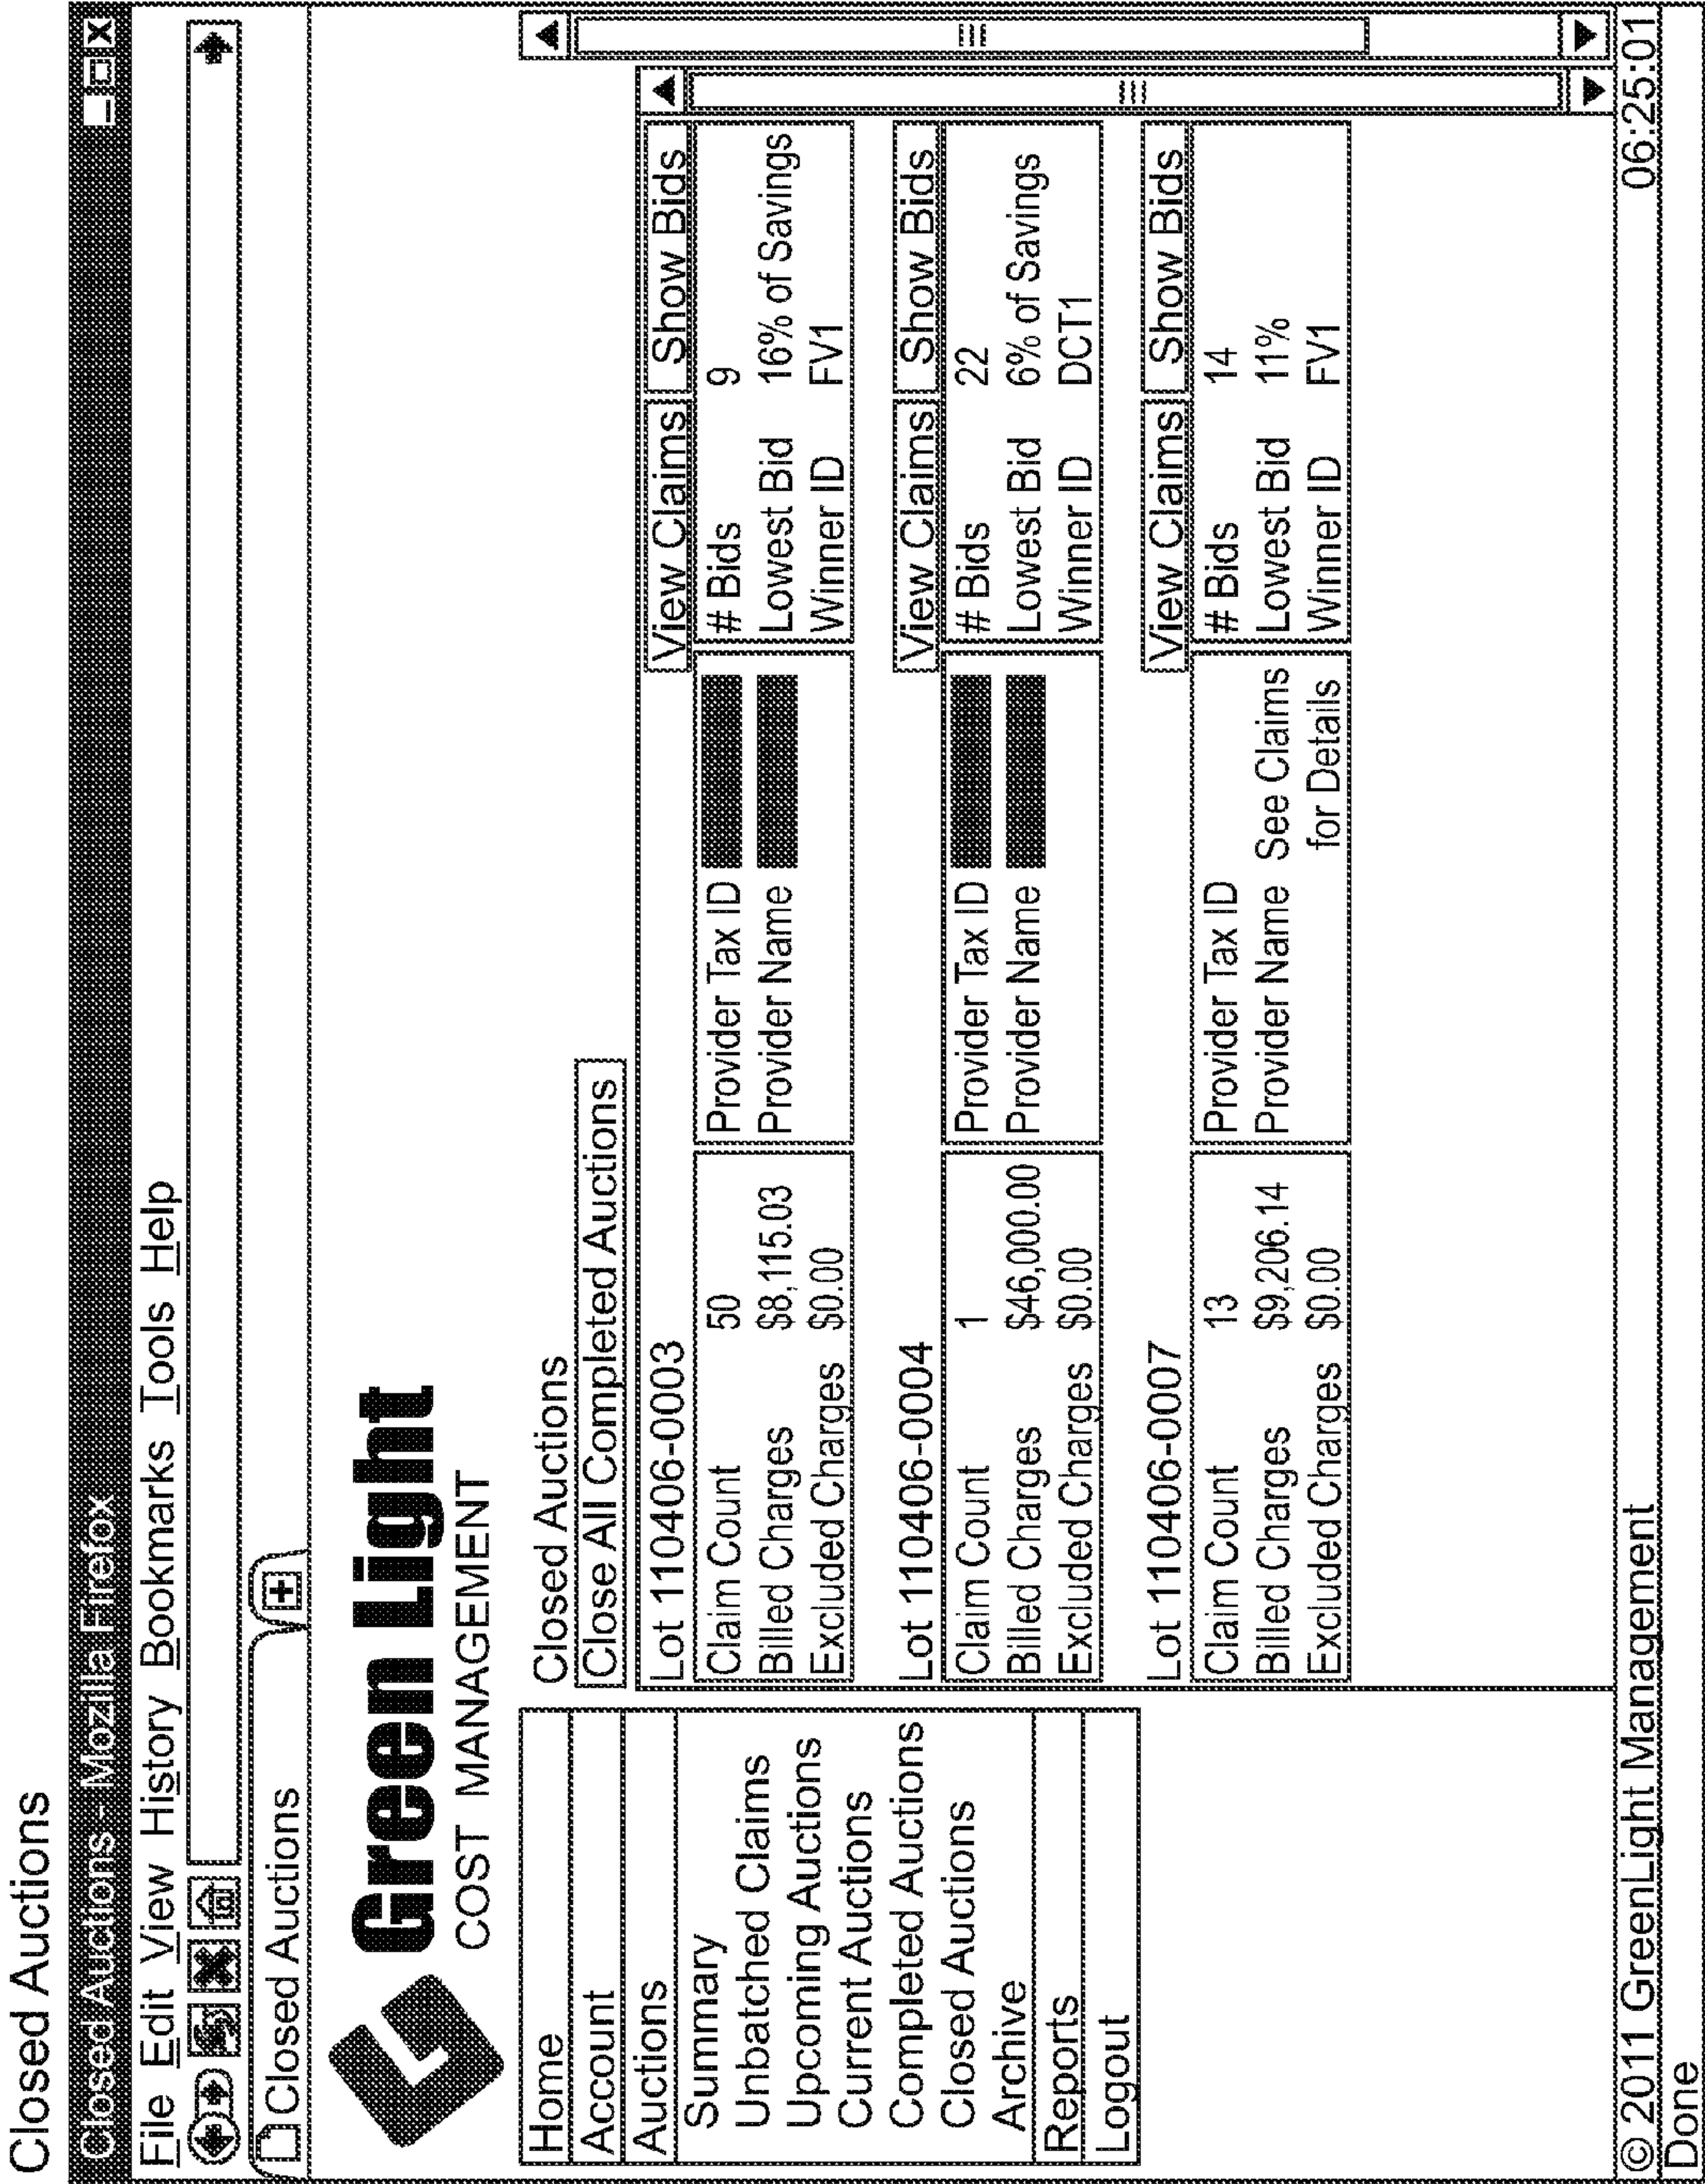 Closed Auctions
Closed Auctions - Mozilla Firefox
File Edit View History Bookmarks Tools Help
Closed Auctions
Green Light
COST MANAGEMENT
Home
Account
Auctions
Summary
Unbatched Claims
Upcoming Auctions
Current Auctions
Completed Auctions
Closed Auctions
Archive
Reports
Logout
Closed Auctions
Close All Completed Auctions
Lot 110406-0003 View Claims Show Bids
Claim Count 50 Provider Tax ID # Bids 9
Billed Charges $8,115.03 Provider Name Lowest Bid 16% of Savings
Excluded Charges $0.00 Winner ID FV1
Lot 110406-0004 View Claims Show Bids
Claim Count 1 Provider Tax ID # Bids 22
Billed Charges $46,000.00 Provider Name Lowest Bid 6% of Savings
Excluded Charges $0.00 Winner ID DCT1
Lot 110406-0007 View Claims Show Bids
Claim Count 13 Provider Tax ID # Bids 14
Billed Charges $9,206.14 Provider Name See Claims Lowest Bid 11%
Excluded Charges $0.00 for Details Winner ID FV1
© 2011 GreenLight Management 06:25:01
Done